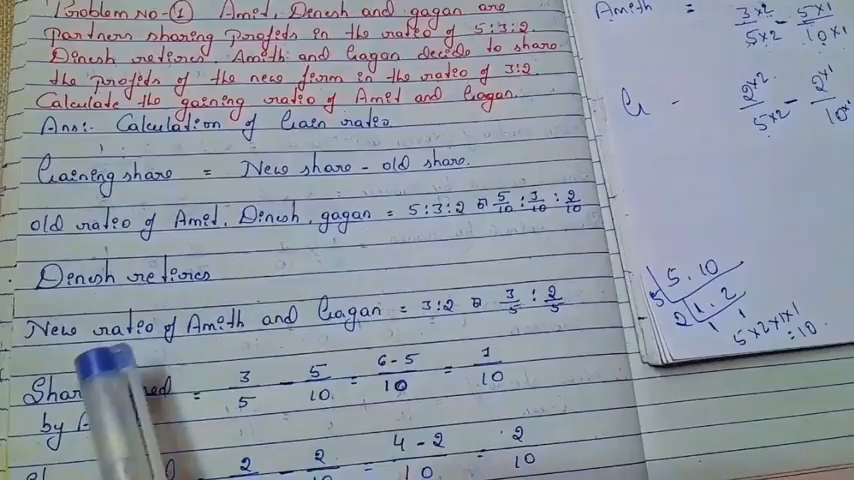 Problem No-① Amit, Dinesh and gagan are
partners sharing profits in the ratio of 5:3:2.
Dinesh retires. Amith and Gagan decide to share
the profits of the new firm in the ratio of 3:2.
Calculate the gaining ratio of Amit and Gagan.
Ans:- Calculation of Gain ratio
Gaining share = New share - old share.
old ratio of Amit, Dinesh, gagan = 5:3:2 or 5/10 : 3/10 : 2/10
Dinesh retires
New ratio of Amith and Gagan = 3:2 or 3/5 : 2/5
= 3/5 - 5/10 = 6-5/10 = 1/10
by
2 - 2/10 = 4-2/10 = 2/10
Amith = 3×2/5×2 - 5×1/10×1
G - 2×2/5×2 - 2×1/10×1
5 5.10
2 1.2
1 1
5×2×1×1
=10.